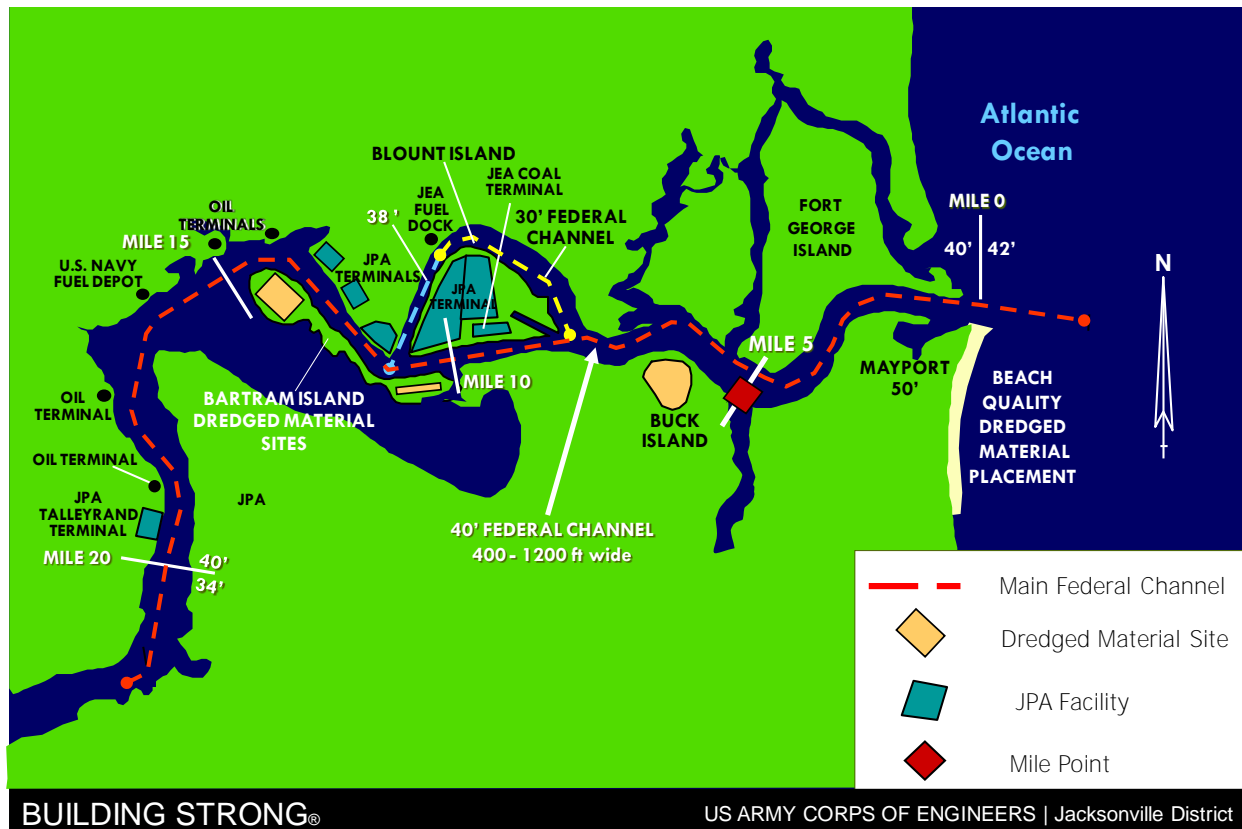 Atlantic
Ocean
MILE 0
40' 42'
BLOUNT ISLAND
JEA COAL
TERMINAL
30' FEDERAL
CHANNEL
JEA
FUEL
DOCK
38 '
OIL
TERMINALS
MILE 15
U.S. NAVY
FUEL DEPOT
JPA
TERMINALS
JPA
TERMINAL
FORT
GEORGE
ISLAND
N
MILE 5
MAYPORT
50'
MILE 10
BARTRAM ISLAND
DREDGED MATERIAL
SITES
BUCK
ISLAND
BEACH
QUALITY
DREDGED
MATERIAL
PLACEMENT
OIL
TERMINAL
OIL TERMINAL
JPA
TALLEYRAND
TERMINAL
JPA
MILE 20
40'
34'
40' FEDERAL CHANNEL
400 - 1200 ft wide
Main Federal Channel
Dredged Material Site
JPA Facility
Mile Point
BUILDING STRONG®
US ARMY CORPS OF ENGINEERS | Jacksonville District